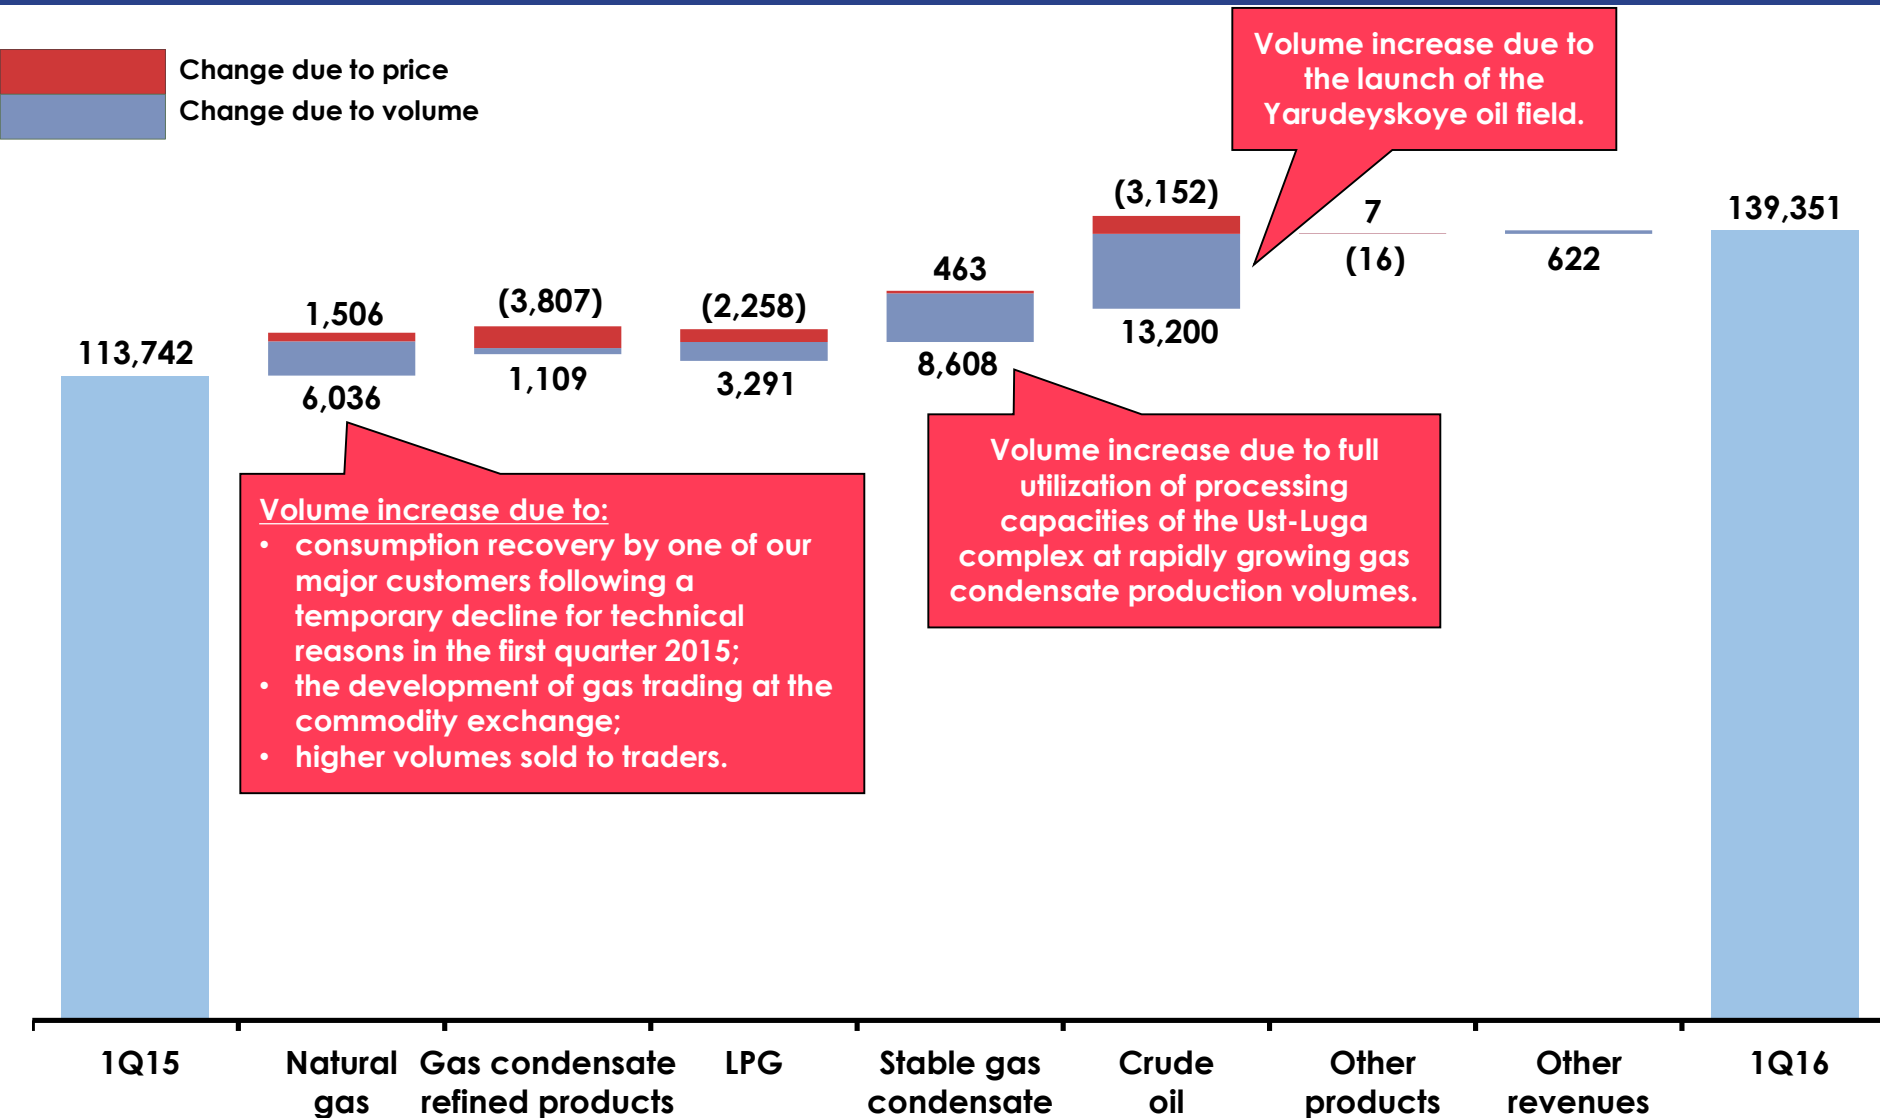 Change due to price
Change due to volume
Volume increase due to
the launch of the
Yarudeyskoye oil field.
113,742
1,506
6,036
(3,807)
1,109
(2,258)
3,291
463
8,608
(3,152)
13,200
7
(16)
622
139,351
Volume increase due to:
• consumption recovery by one of our
major customers following a
temporary decline for technical
reasons in the first quarter 2015;
• the development of gas trading at the
commodity exchange;
• higher volumes sold to traders.
Volume increase due to full
utilization of processing
capacities of the Ust-Luga
complex at rapidly growing gas
condensate production volumes.
1Q15
Natural
gas
Gas condensate
refined products
LPG
Stable gas
condensate
Crude
oil
Other
products
Other
revenues
1Q16